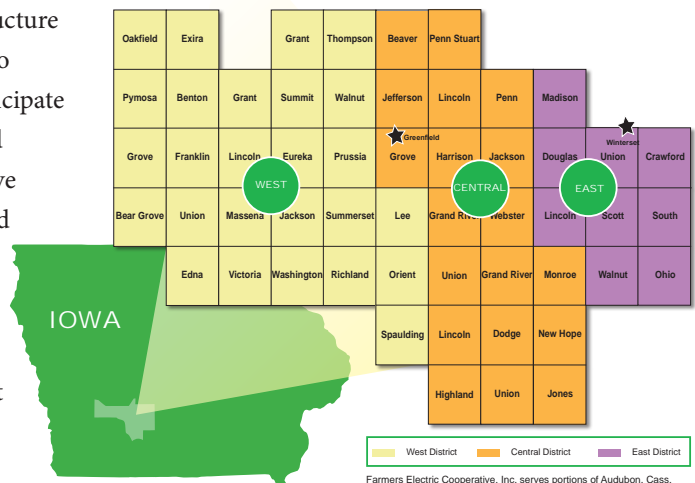 ucture
o
cipate
ve
d
t
Oakfield Exira Grant Thompson Beaver Penn Stuart
Pymosa Benton Grant Summit Walnut Jefferson Lincoln Penn Madison
Greenfield Winterset
Grove Franklin Lincoln Eureka Prussia Grove Harrison Jackson Douglas Union Crawford
WEST CENTRAL EAST
Bear Grove Union Massena Jackson Summerset Lee Grand River Webster Lincoln Scott South
Edna Victoria Washington Richland Orient Union Grand River Monroe Walnut Ohio
IOWA
Spaulding Lincoln Dodge New Hope
Highland Union Jones
West District Central District East District
Farmers Electric Cooperative, Inc. serves portions of Audubon, Cass,